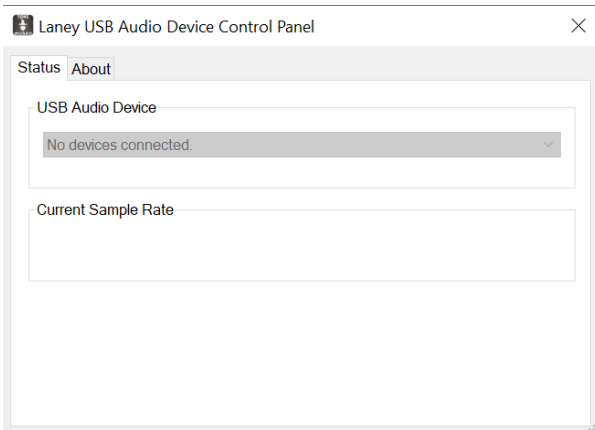 Laney USB Audio Device Control Panel
Status About
USB Audio Device
No devices connected.
Current Sample Rate